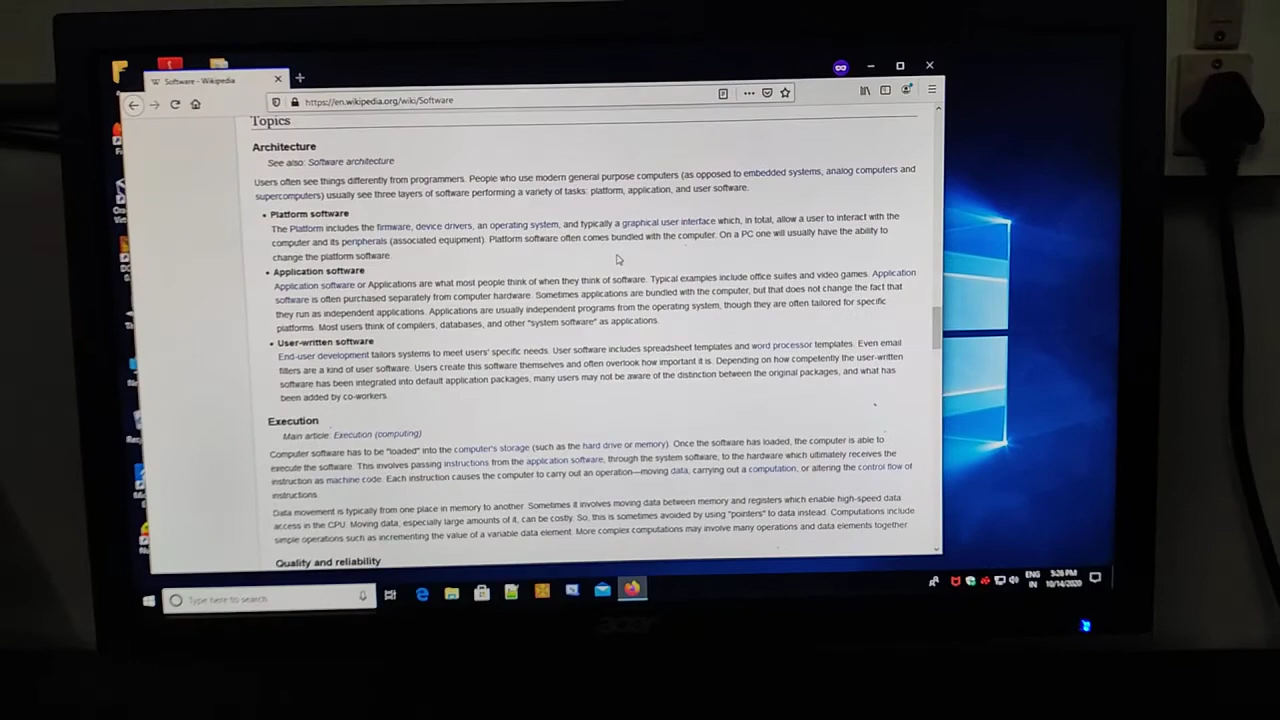 Software - Wikipedia
https://en.wikipedia.org/wiki/Software
Topics
Architecture
See also: Software architecture
Users often see things differently from programmers. People who use modern general purpose computers (as opposed to embedded systems, analog computers and
supercomputers) usually see three layers of software performing a variety of tasks: platform, application, and user software.
• Platform software
The Platform includes the firmware, device drivers, an operating system, and typically a graphical user interface which, in total, allow a user to interact with the
computer and its peripherals (associated equipment). Platform software often comes bundled with the computer. On a PC one will usually have the ability to
change the platform software.
• Application software
Application software or Applications are what most people think of when they think of software. Typical examples include office suites and video games. Application
software is often purchased separately from computer hardware. Sometimes applications are bundled with the computer, but that does not change the fact that
they run as independent applications. Applications are usually independent programs from the operating system, though they are often tailored for specific
platforms. Most users think of compilers, databases, and other "system software" as applications.
• User-written software
End-user development tailors systems to meet users' specific needs. User software includes spreadsheet templates and word processor templates. Even email
filters are a kind of user software. Users create this software themselves and often overlook how important it is. Depending on how competently the user-written
software has been integrated into default application packages, many users may not be aware of the distinction between the original packages, and what has
been added by co-workers.
Execution
Main article: Execution (computing)
Computer software has to be "loaded" into the computer's storage (such as the hard drive or memory). Once the software has loaded, the computer is able to
execute the software. This involves passing instructions from the application software, through the system software, to the hardware which ultimately receives the
instruction as machine code. Each instruction causes the computer to carry out an operation—moving data, carrying out a computation, or altering the control flow of
instructions.
Data movement is typically from one place in memory to another. Sometimes it involves moving data between memory and registers which enable high-speed data
access in the CPU. Moving data, especially large amounts of it, can be costly. So, this is sometimes avoided by using "pointers" to data instead. Computations include
simple operations such as incrementing the value of a variable data element. More complex computations may involve many operations and data elements together.
Quality and reliability
Type here to search
ENG
IN
10/14/2020
acer